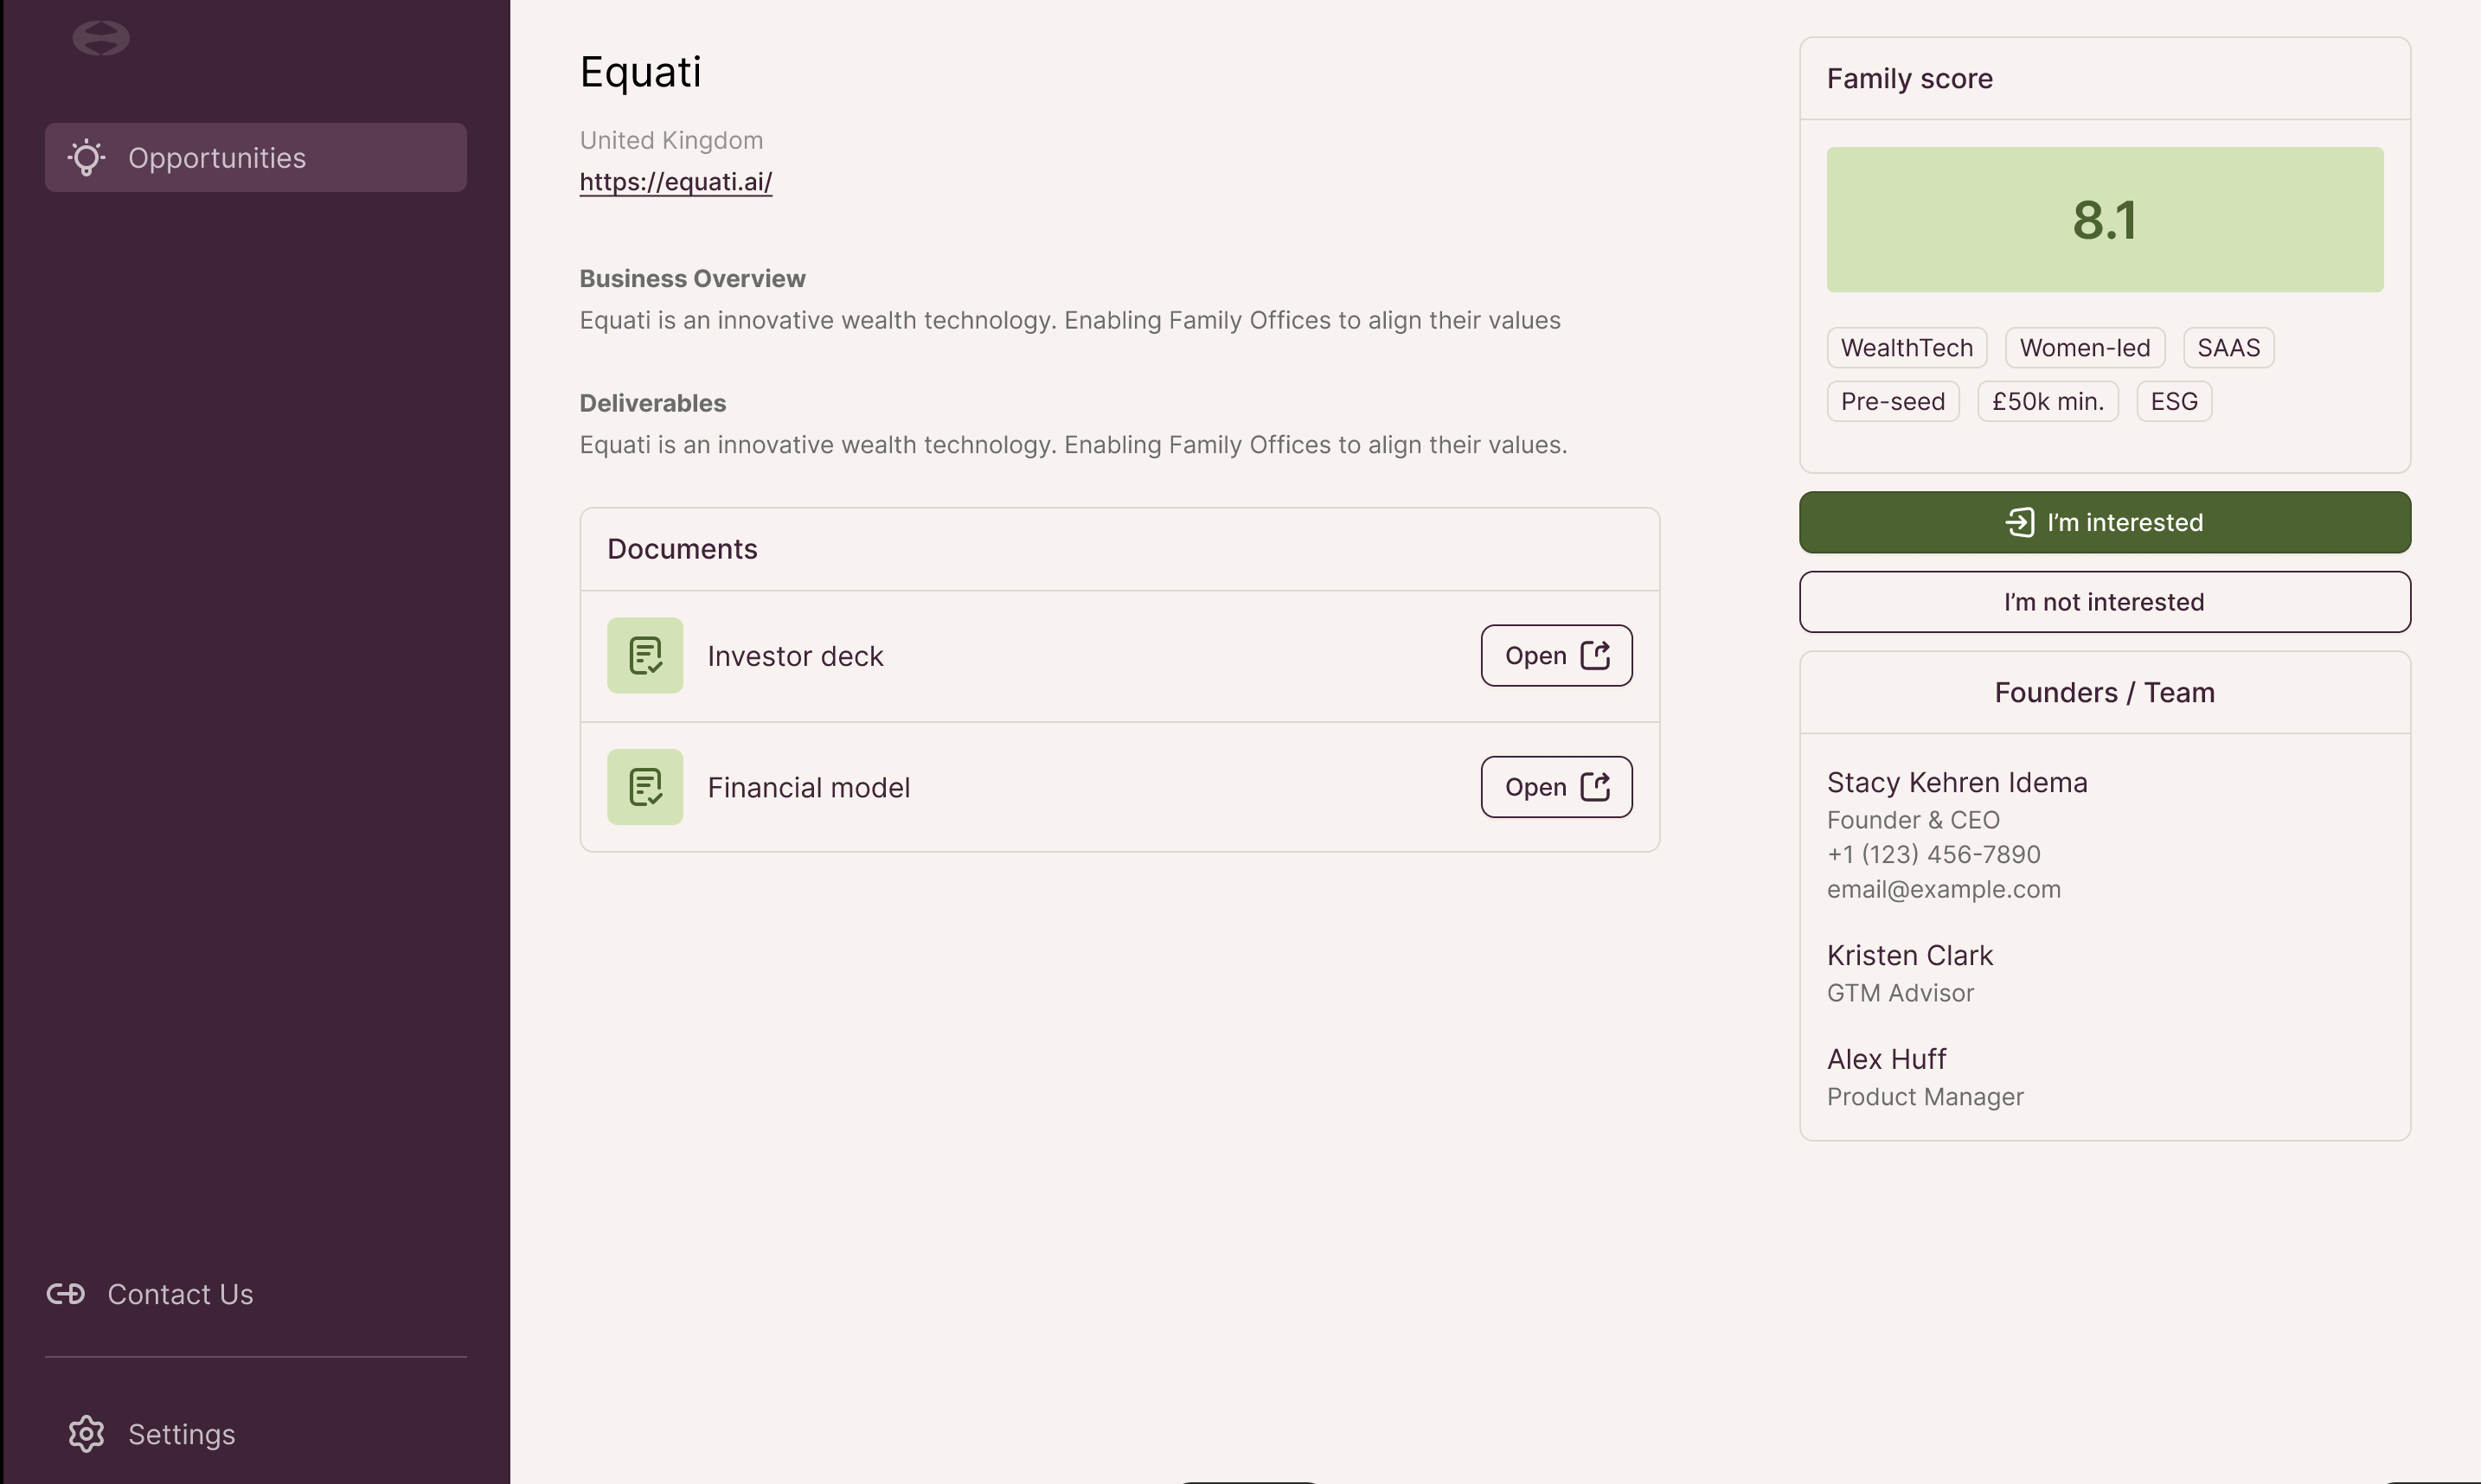 Opportunities
Contact Us
Settings
Equati
United Kingdom
https://equati.ai/
Business Overview
Equati is an innovative wealth technology. Enabling Family Offices to align their values
Deliverables
Equati is an innovative wealth technology. Enabling Family Offices to align their values.
Documents
Investor deck
Open
Financial model
Open
Family score
8.1
WealthTech Women-led SAAS
Pre-seed £50k min. ESG
I’m interested
I’m not interested
Founders / Team
Stacy Kehren Idema
Founder & CEO
+1 (123) 456-7890
email@example.com
Kristen Clark
GTM Advisor
Alex Huff
Product Manager